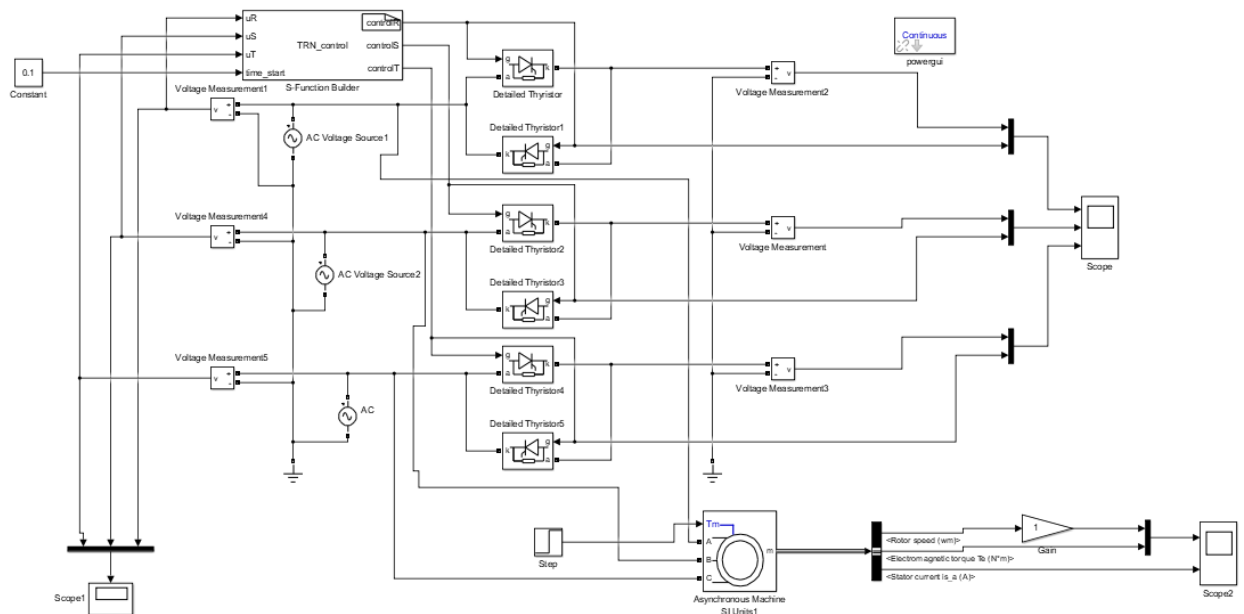 uR
uS
uT
time_start
TRN_control
controlR
controlS
controlT
S-Function Builder
0.1
Constant
Continuous
powergui
g
a
k
Detailed Thyristor
+
-
v
Voltage Measurement2
Voltage Measurement1
v
+
-
AC Voltage Source1
Detailed Thyristor1
k
g
a
Voltage Measurement4
v
+
-
AC Voltage Source2
g
a
k
Detailed Thyristor2
+
-
v
Voltage Measurement
Scope
Detailed Thyristor3
k
g
a
Voltage Measurement5
v
+
-
AC
g
a
k
Detailed Thyristor4
+
-
v
Voltage Measurement3
Detailed Thyristor5
k
g
a
Step
Tm
A
B
C
m
Asynchronous Machine
SI Units1
<Rotor speed (wm)>
<Electromagnetic torque Te (N*m)>
<Stator current is_a (A)>
1
Gain
Scope2
Scope1